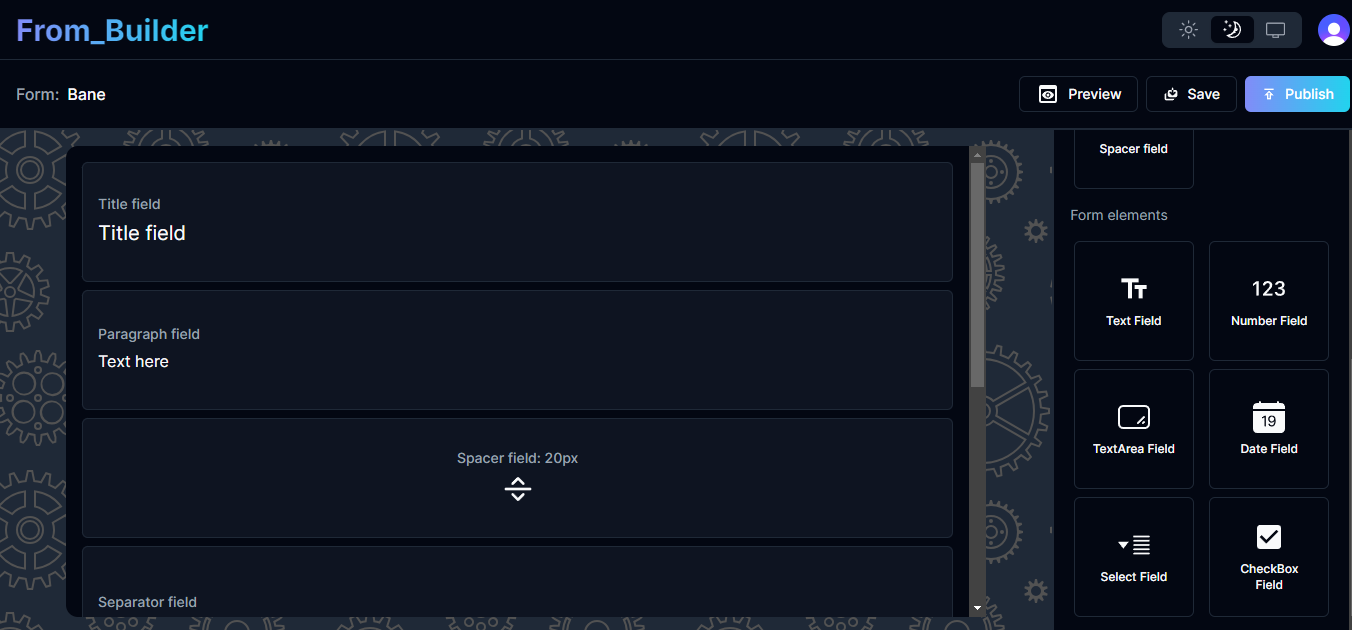 From_Builder
Form: Bane
Preview
Save
Publish
Title field
Title field
Paragraph field
Text here
Spacer field: 20px
Separator field
Spacer field
Form elements
Text Field
123
Number Field
TextArea Field
19
Date Field
Select Field
CheckBox
Field